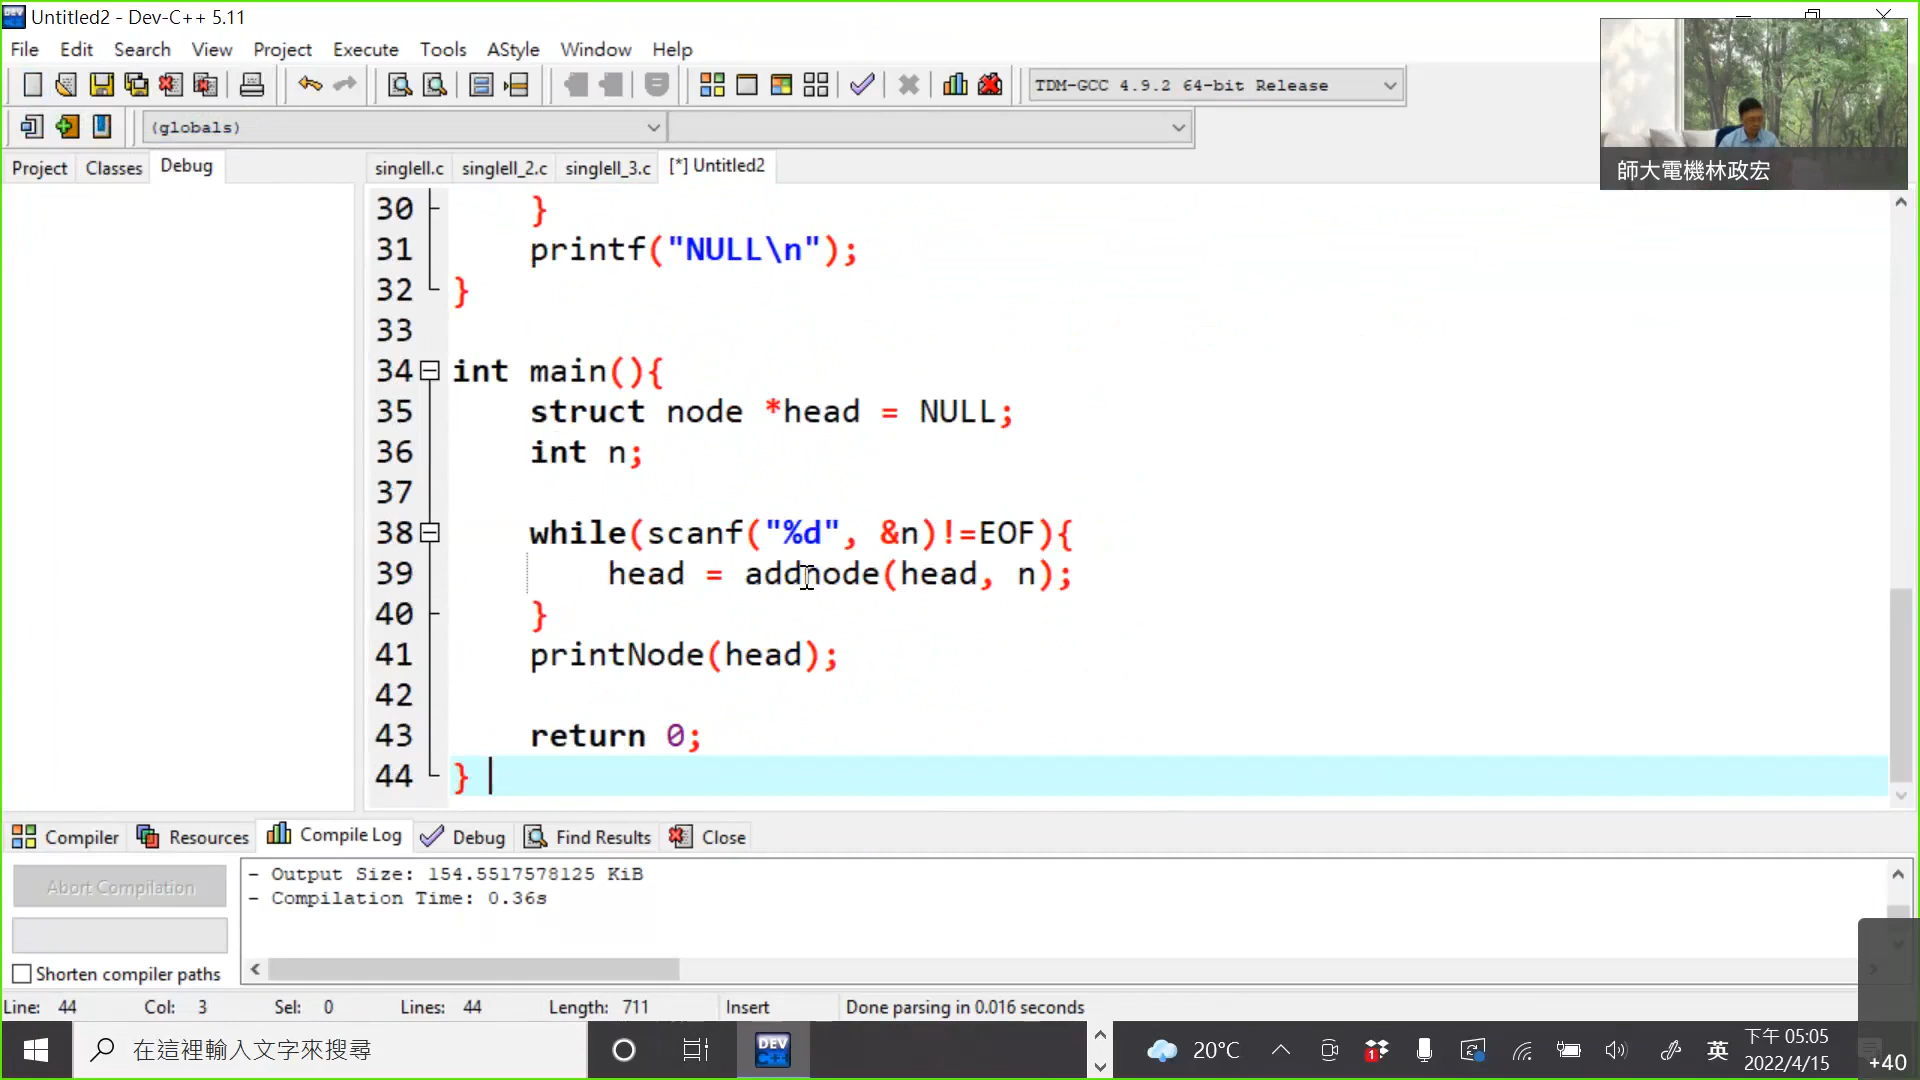 Untitled2 - Dev-C++ 5.11
File Edit Search View Project Execute Tools AStyle Window Help
TDM-GCC 4.9.2 64-bit Release
(globals)
Project Classes Debug
singlell.c singlell_2.c singlell_3.c [*] Untitled2
師大電機林政宏
30 }
31 printf("NULL\n");
32 }
33
34 int main(){
35 struct node *head = NULL;
36 int n;
37
38 while(scanf("%d", &n)!=EOF){
39 head = addnode(head, n);
40 }
41 printNode(head);
42
43 return 0;
44 }
Compiler Resources Compile Log Debug Find Results Close
Abort Compilation
Shorten compiler paths
- Output Size: 154.5517578125 KiB
- Compilation Time: 0.36s
Line: 44 Col: 3 Sel: 0 Lines: 44 Length: 711 Insert Done parsing in 0.016 seconds
在這裡輸入文字來搜尋
DEV C++
20°C
1
英
下午 05:05
2022/4/15
+40